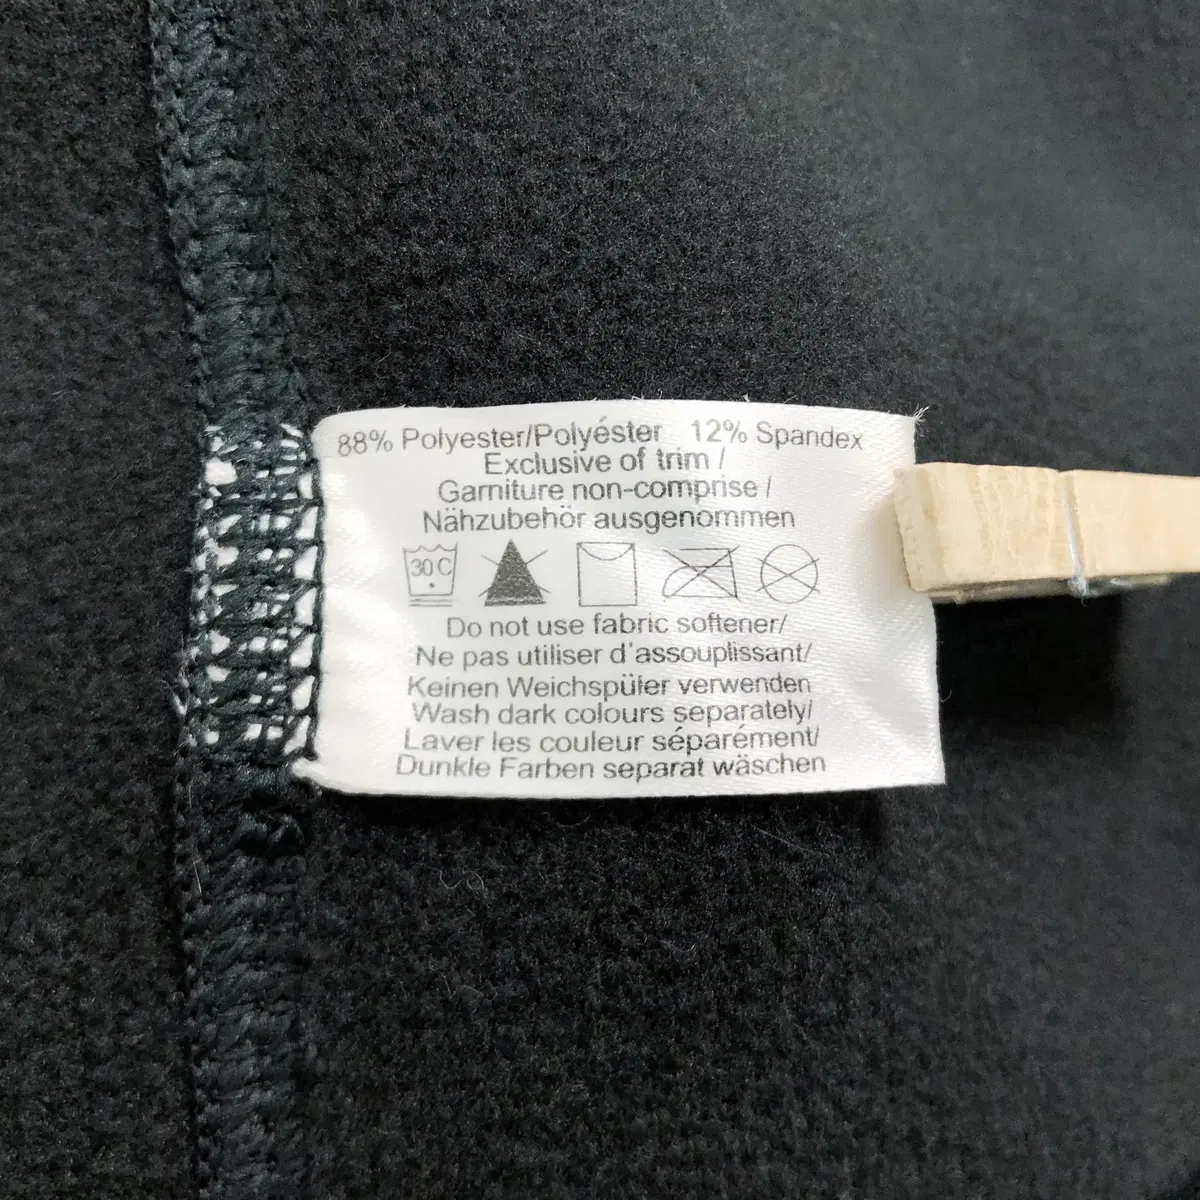 88% Polyester/Polyéster 12% Spandex
Exclusive of trim /
Garniture non-comprise /
Nähzubehör ausgenommen
30 C
Do not use fabric softener/
Ne pas utiliser d'assouplissant/
Keinen Weichspüler verwenden
Wash dark colours separately/
Laver les couleur séparément/
Dunkle Farben separat wäschen